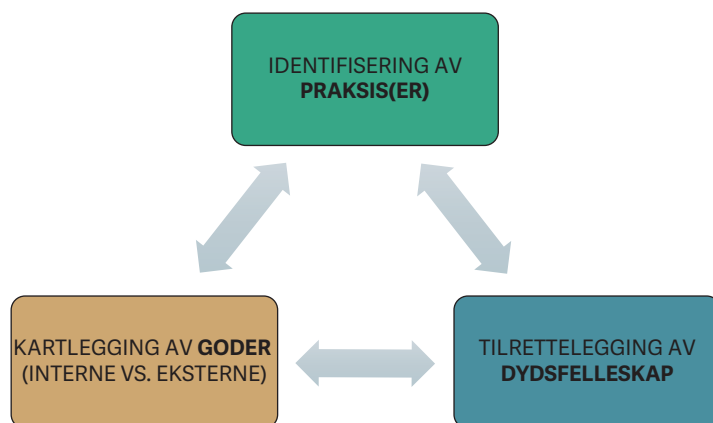 IDENTIFISERING AV
PRAKSIS(ER)
KARTLEGGING AV GODER
(INTERNE VS. EKSTERNE)
TILRETTELEGGING AV
DYDSFELLESKAP